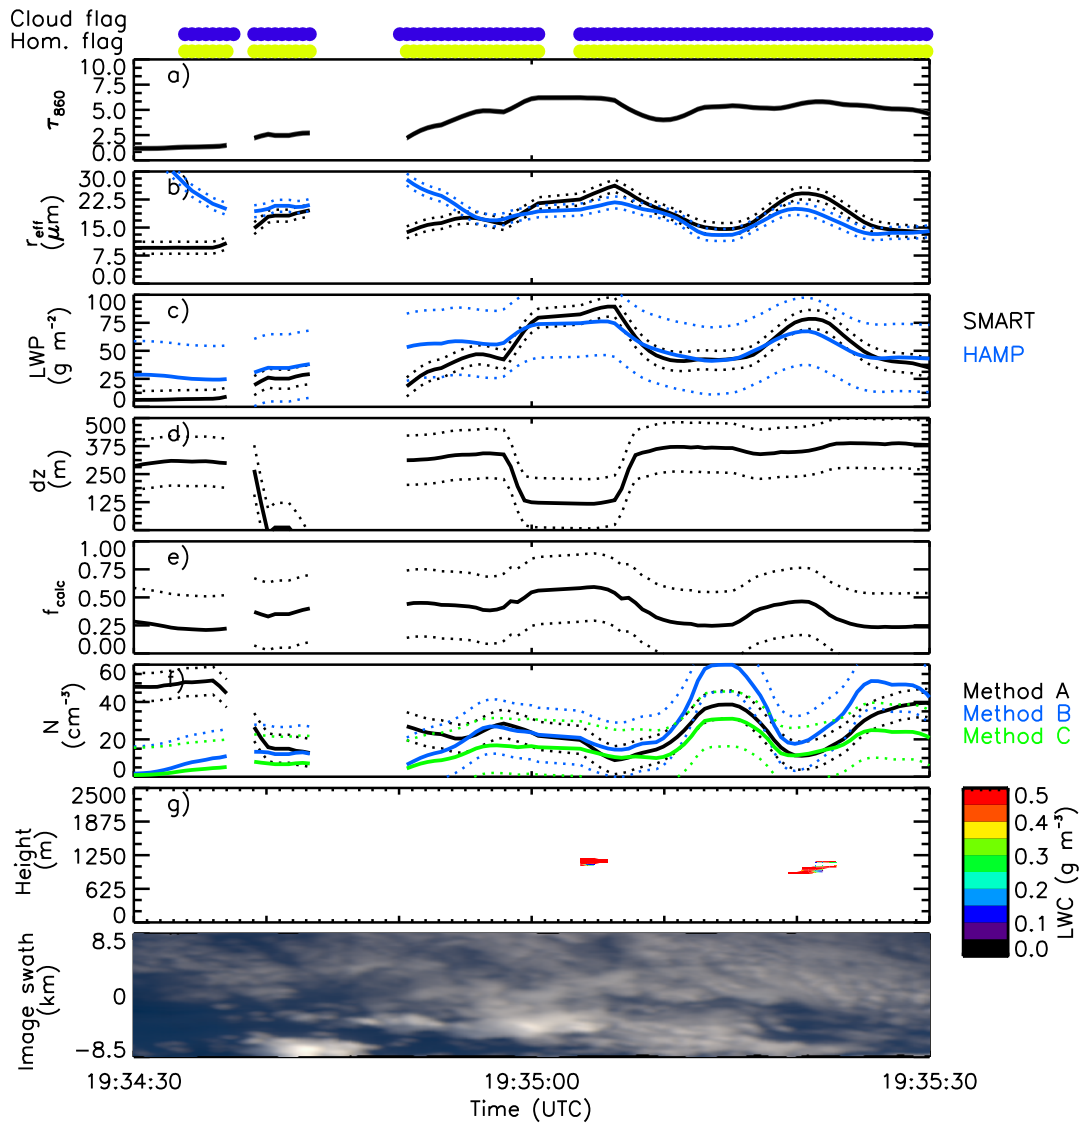 Cloud flag
Hom. flag
a)
10.0
7.5
5.0
2.5
0.0
τ860
b)
30.0
22.5
15.0
7.5
0.0
reff
(μm)
c)
100
75
50
25
0
LWP
(g m⁻²)
SMART
HAMP
d)
500
375
250
125
0
dz
(m)
e)
1.00
0.75
0.50
0.25
0.00
fcalc
f)
60
40
20
0
N
(cm⁻³)
Method A
Method B
Method C
g)
2500
1875
1250
625
0
Height
(m)
0.5
0.4
0.3
0.2
0.1
0.0
LWC (g m⁻³)
8.5
0
−8.5
Image swath
(km)
19:34:30
19:35:00
19:35:30
Time (UTC)